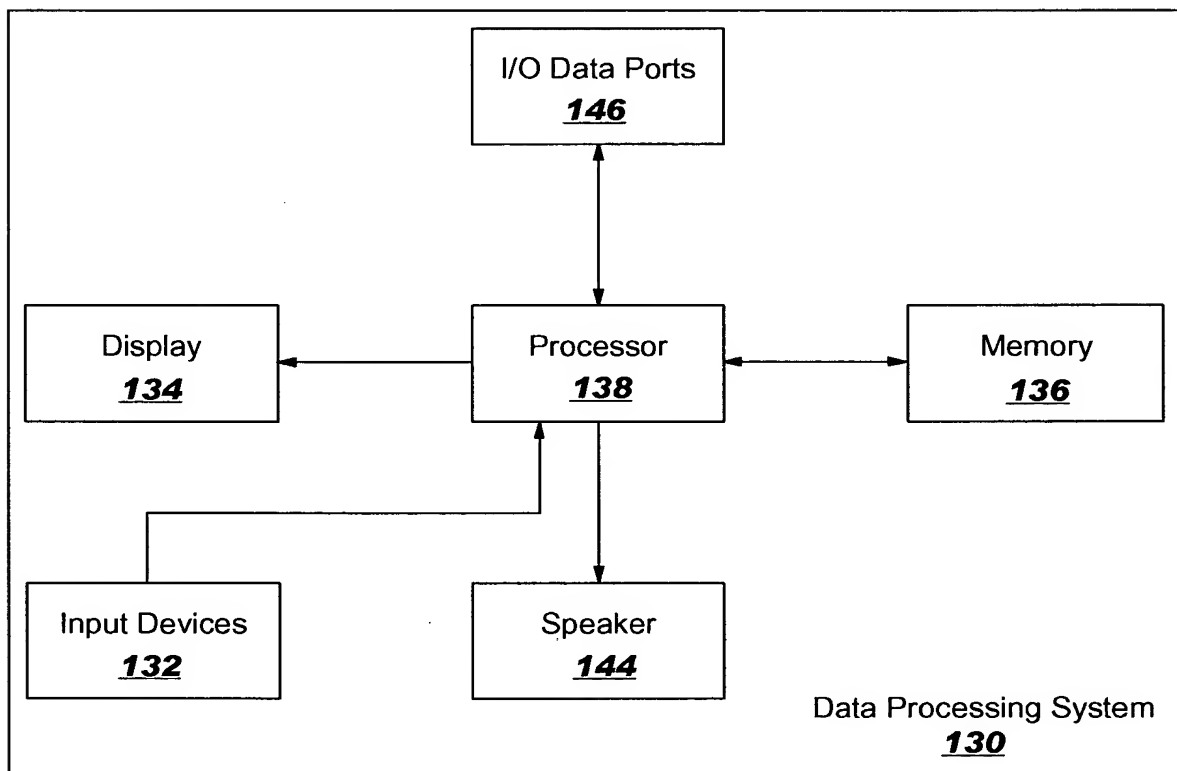 I/O Data Ports
146
Display
134
Processor
138
Memory
136
Input Devices
132
Speaker
144
Data Processing System
130